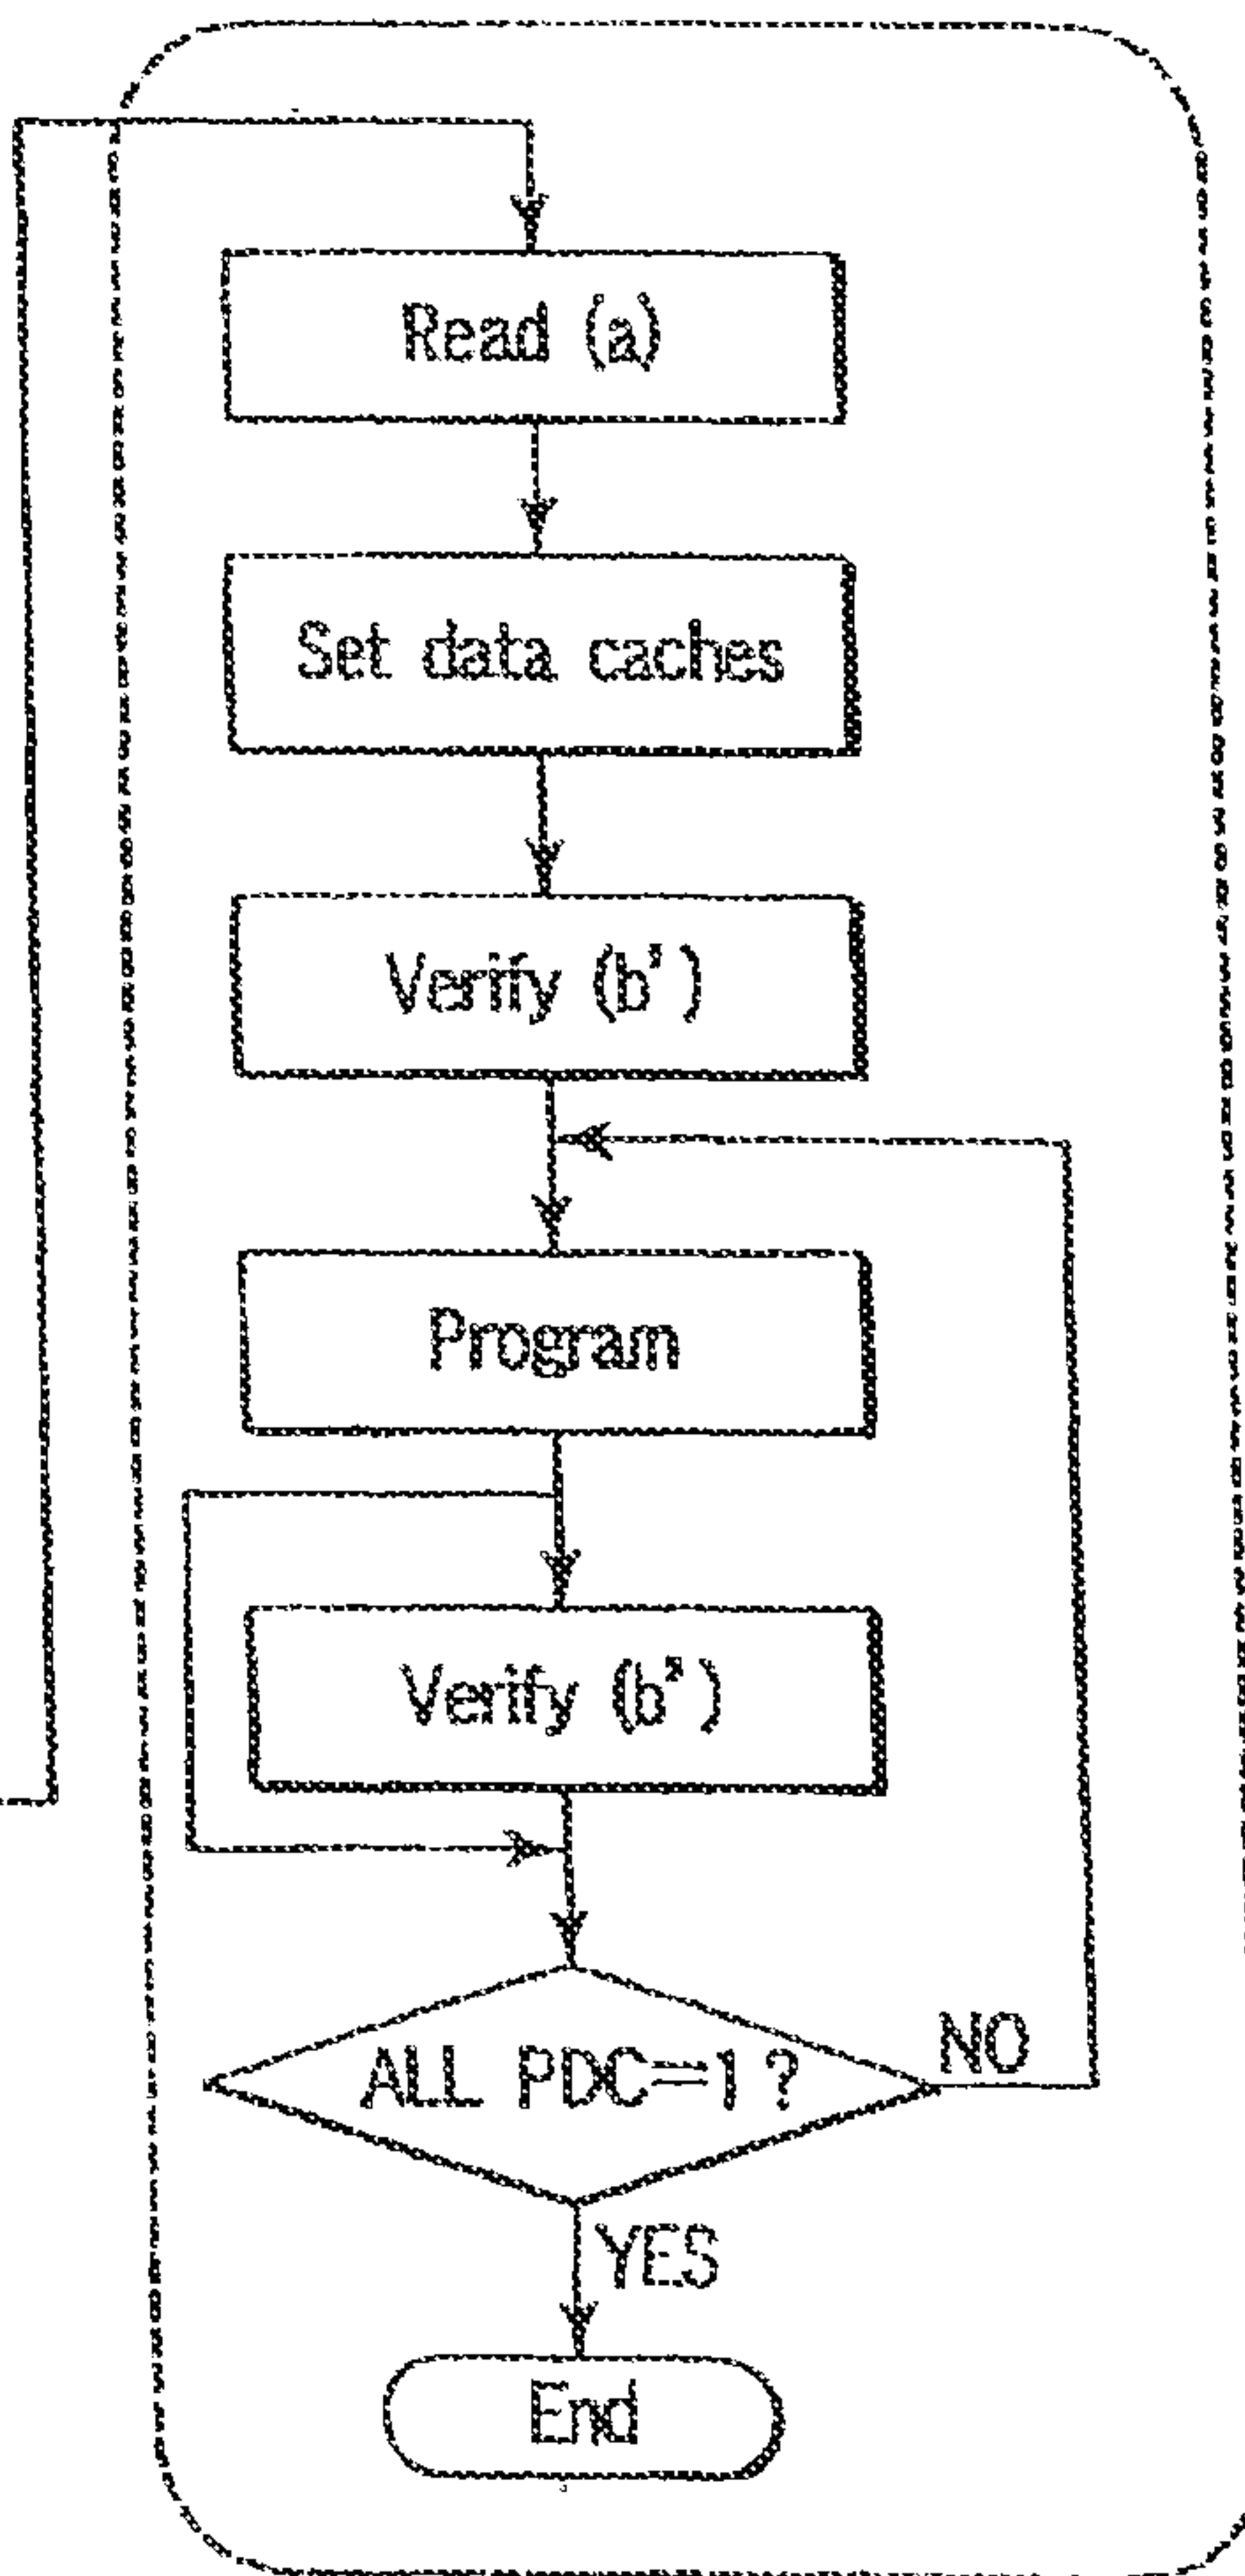 Read (a)
Set data caches
Verify (b')
Program
Verify (b')
ALL PDC=1 ?
NO
YES
End